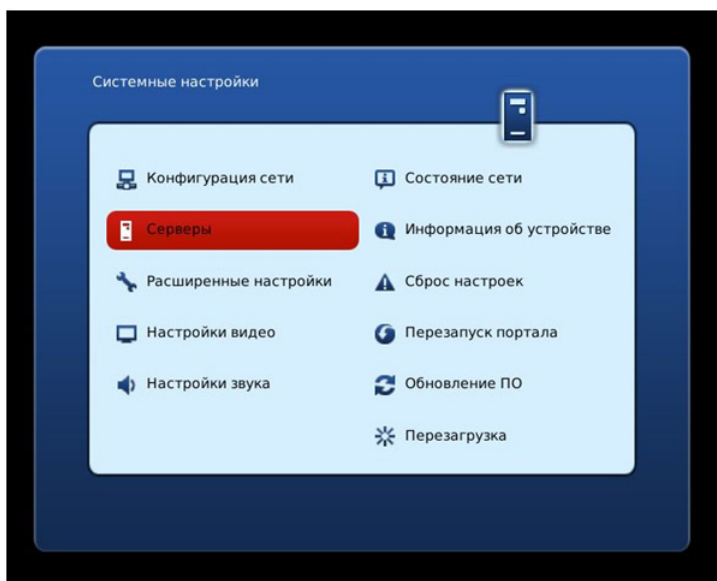 Системные настройки
Конфигурация сети
Серверы
Расширенные настройки
Настройки видео
Настройки звука
Состояние сети
Информация об устройстве
Сброс настроек
Перезапуск портала
Обновление ПО
Перезагрузка